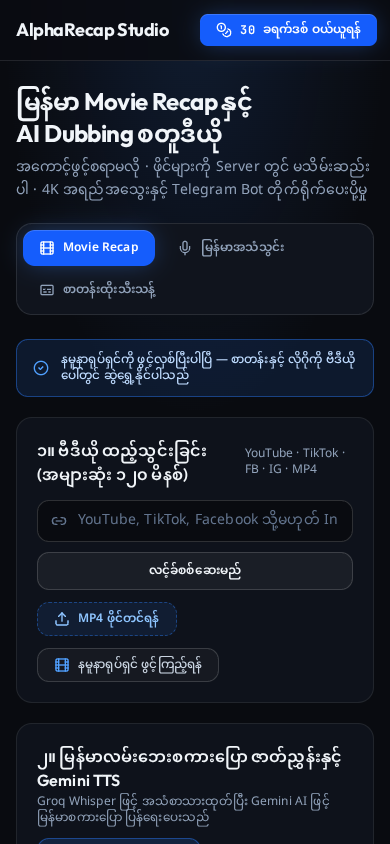 AlphaRecap Studio
30 ခရက်ဒစ် ဝယ်ယူရန်
မြန်မာ Movie Recap နှင့်
AI Dubbing စတူဒီယို
အကောင့်ဖွင့်စရာမလို · ဖိုင်များကို Server တွင် မသိမ်းဆည်း
ပါ · 4K အရည်အသွေးနှင့် Telegram Bot တိုက်ရိုက်ပေးပို့မှု
Movie Recap
မြန်မာအသံသွင်း
စာတန်းထိုးသီးသန့်
နမူနာရုပ်ရှင်ကို ဖွင့်လှစ်ပြီးပါပြီ — စာတန်းနှင့် လိုဂိုကို ဗီဒီယို
ပေါ်တွင် ဆွဲရွှေ့နိုင်ပါသည်
၁။ ဗီဒီယို ထည့်သွင်းခြင်း
(အများဆုံး ၁၂၀ မိနစ်)
YouTube · TikTok ·
FB · IG · MP4
YouTube, TikTok, Facebook သို့မဟုတ် In
လင့်ခ်စစ်ဆေးမည်
MP4 ဖိုင်တင်ရန်
နမူနာရုပ်ရှင် ဖွင့်ကြည့်ရန်
၂။ မြန်မာလမ်းဘေးစကားပြော ဇာတ်ညွှန်းနှင့်
Gemini TTS
Groq Whisper ဖြင့် အသံစာသားထုတ်ပြီး Gemini AI ဖြင့်
မြန်မာစကားပြော ပြန်ရေးပေးသည်